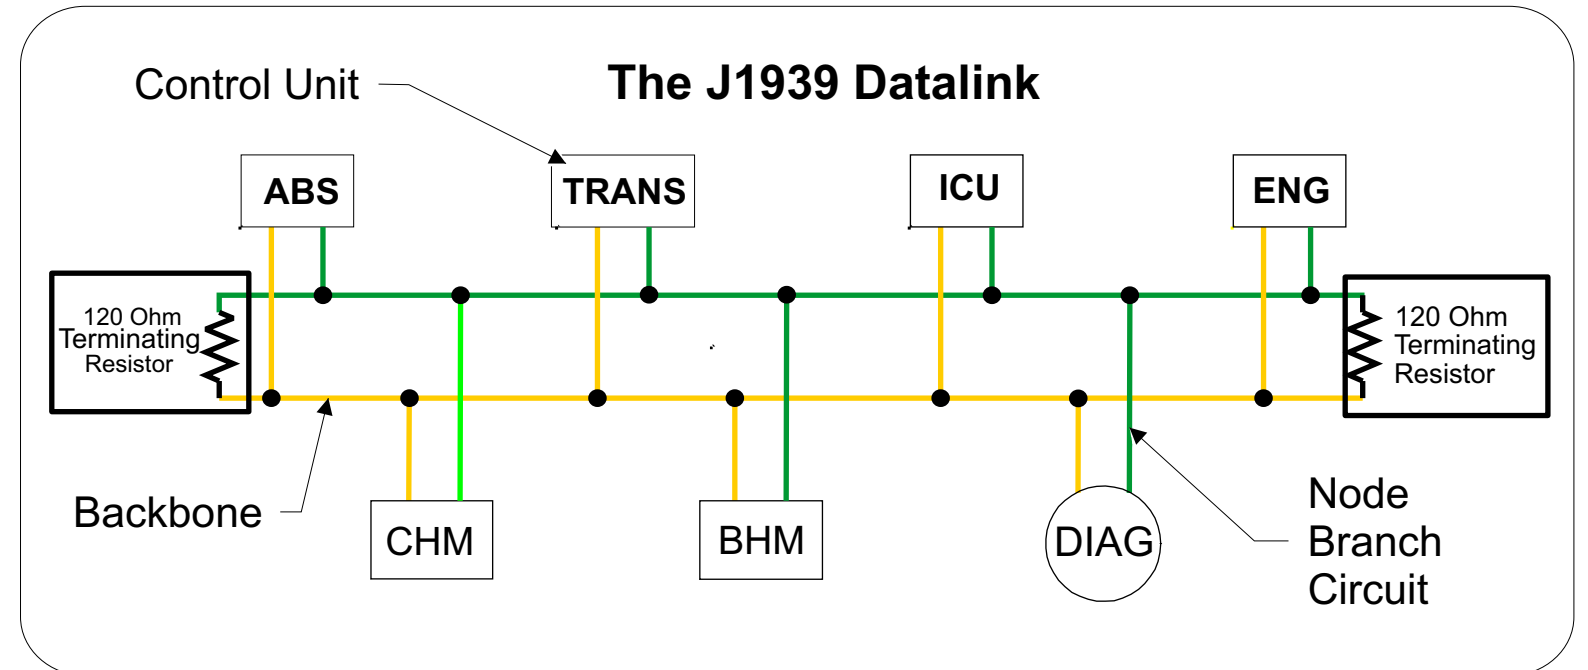 The J1939 Datalink
Control Unit
ABS
TRANS
ICU
ENG
120 Ohm
Terminating
Resistor
120 Ohm
Terminating
Resistor
Backbone
CHM
BHM
DIAG
Node
Branch
Circuit